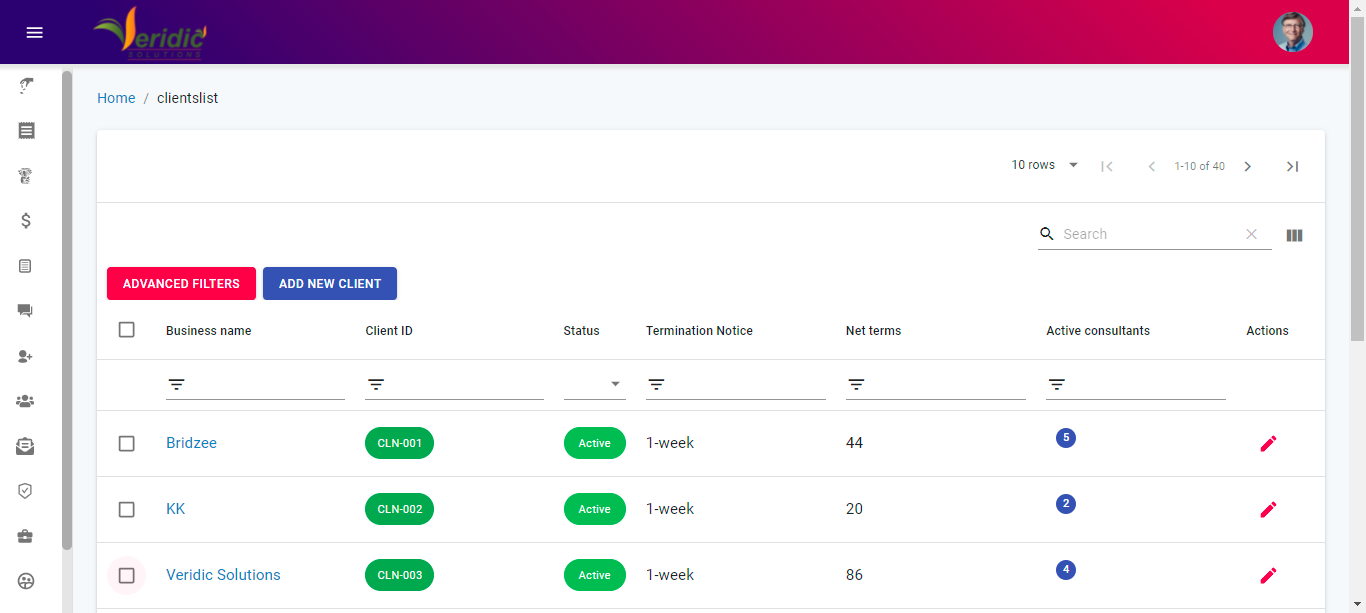 Veridic
SOLUTIONS
Home / clientslist
10 rows 1-10 of 40
Search
ADVANCED FILTERS ADD NEW CLIENT
Business name Client ID Status Termination Notice Net terms Active consultants Actions
Bridzee CLN-001 Active 1-week 44 5
KK CLN-002 Active 1-week 20 2
Veridic Solutions CLN-003 Active 1-week 86 4